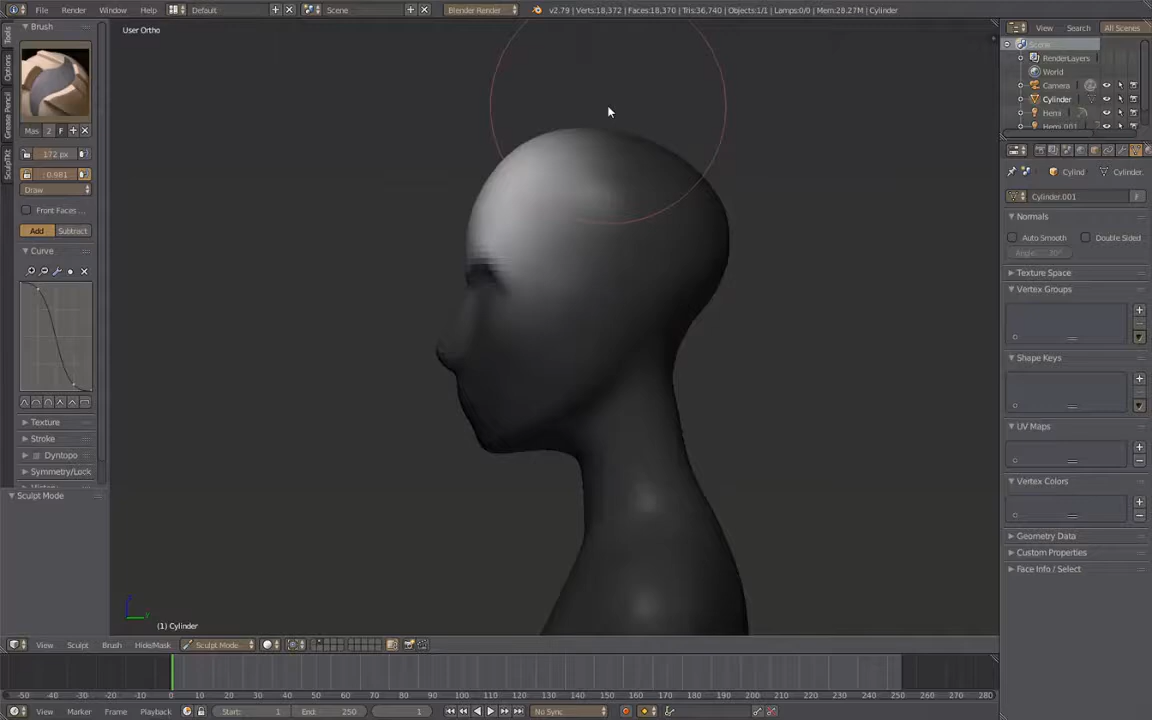 File Render Window Help Default Scene Blender Render v2.79 | Verts:18,372 | Faces:18,370 | Tris:36,740 | Objects:1/1 | Lamps:0/0 | Mem:28.27M | Cylinder
Tools
Options
Grease Pencil
Brush
Mas 2 F
172 px
: 0.981
Draw
Front Faces ...
Add Subtract
Curve
Texture
Stroke
Dyntopo
Symmetry/Lock
Sculpt Mode
User Ortho
(1) Cylinder
View Search All Scenes
Scene
RenderLayers
World
Camera
Cylinder
Hemi
Hemi.001
Cylind Cylinder.
Cylinder.001 F
Normals
Auto Smooth Double Sided
Angle: 30°
Texture Space
Vertex Groups
Shape Keys
UV Maps
Vertex Colors
Geometry Data
Custom Properties
Face Info / Select
View Sculpt Brush Hide/Mask Sculpt Mode
-50 -40 -30 -20 -10 0 10 20 30 40 50 60 70 80 90 100 110 120 130 140 150 160 170 180 190 200 210 220 230 240 250 260 270 280
View Marker Frame Playback Start: 1 End: 250 1 No Sync